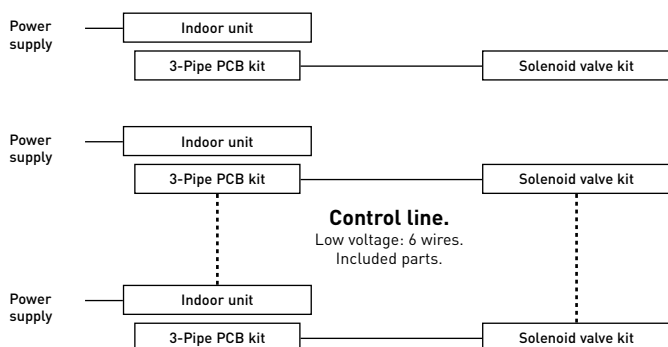 Power
supply
Indoor unit
3-Pipe PCB kit
Solenoid valve kit
Power
supply
Indoor unit
3-Pipe PCB kit
Solenoid valve kit
Control line.
Low voltage: 6 wires.
Included parts.
Power
supply
Indoor unit
3-Pipe PCB kit
Solenoid valve kit